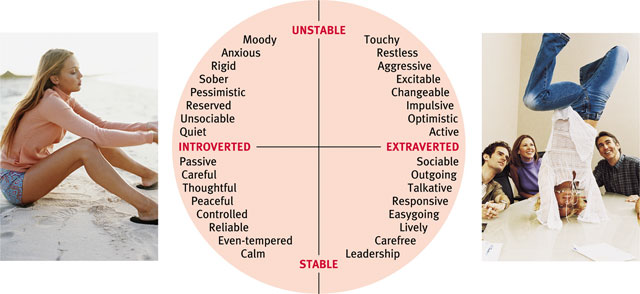 UNSTABLE
Moody
Anxious
Rigid
Sober
Pessimistic
Reserved
Unsociable
Quiet
Touchy
Restless
Aggressive
Excitable
Changeable
Impulsive
Optimistic
Active
INTROVERTED
EXTRAVERTED
Passive
Careful
Thoughtful
Peaceful
Controlled
Reliable
Even-tempered
Calm
Sociable
Outgoing
Talkative
Responsive
Easygoing
Lively
Carefree
Leadership
STABLE